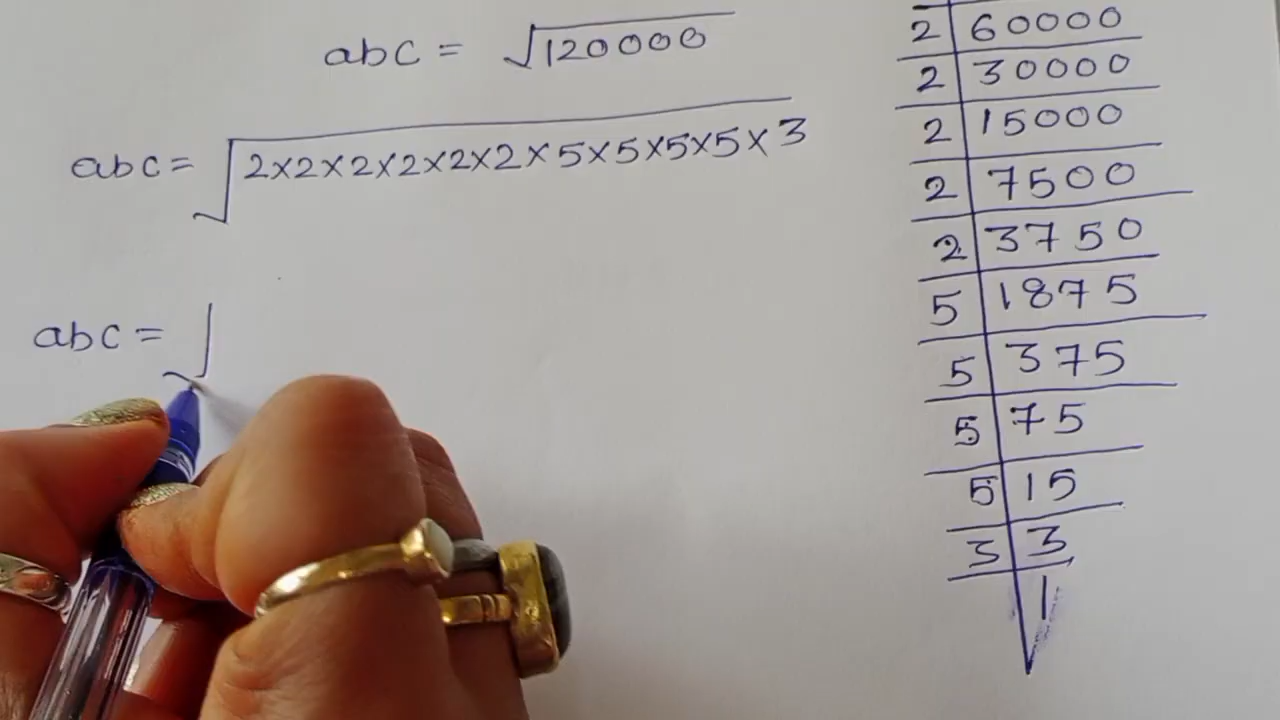 abc = √120000
abc = √2×2×2×2×2×2×5×5×5×5×3
abc = √
2 | 60000
2 | 30000
2 | 15000
2 | 7500
2 | 3750
5 | 1875
5 | 375
5 | 75
5 | 15
3 | 3
1